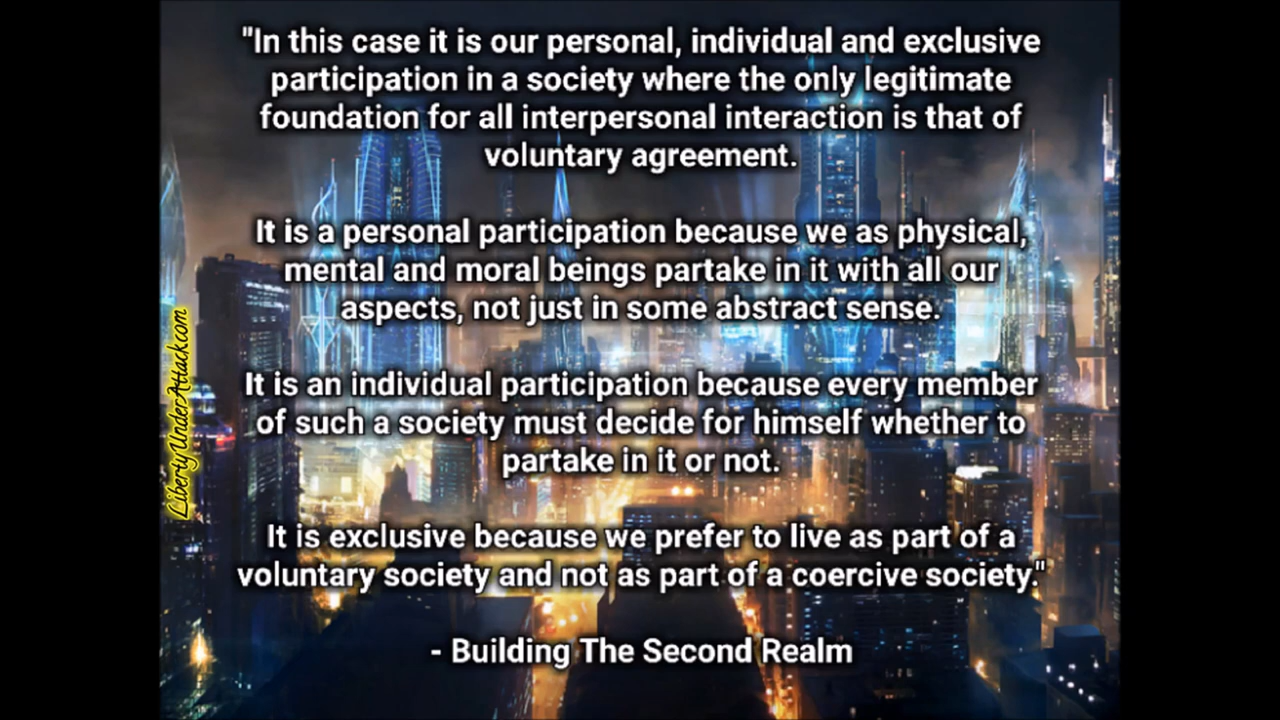 "In this case it is our personal, individual and exclusive
participation in a society where the only legitimate
foundation for all interpersonal interaction is that of
voluntary agreement.
It is a personal participation because we as physical,
mental and moral beings partake in it with all our
aspects, not just in some abstract sense.
It is an individual participation because every member
of such a society must decide for himself whether to
partake in it or not.
It is exclusive because we prefer to live as part of a
voluntary society and not as part of a coercive society."
- Building The Second Realm
LibertyUnderAttak.com